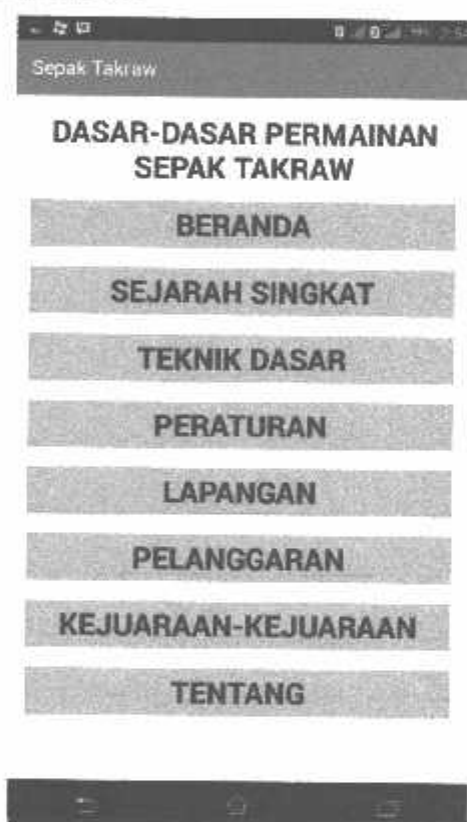 Sepak Takraw
DASAR-DASAR PERMAINAN
SEPAK TAKRAW
BERANDA
SEJARAH SINGKAT
TEKNIK DASAR
PERATURAN
LAPANGAN
PELANGGARAN
KEJUARAAN-KEJUARAAN
TENTANG